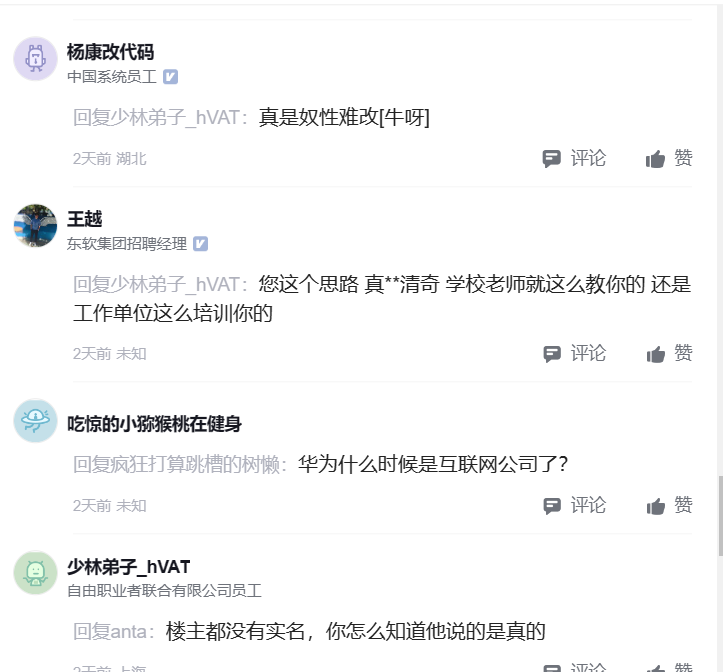 杨康改代码
中国系统员工 V
回复少林弟子_hVAT：真是奴性难改[牛呀]
2天前 湖北 评论 赞
王越
东软集团招聘经理 V
回复少林弟子_hVAT：您这个思路 真**清奇 学校老师就这么教你的 还是
工作单位这么培训你的
2天前 未知 评论 赞
吃惊的小猕猴桃在健身
回复疯狂打算跳槽的树懒：华为什么时候是互联网公司了？
2天前 未知 评论 赞
少林弟子_hVAT
自由职业者联合有限公司员工
回复anta：楼主都没有实名，你怎么知道他说的是真的
2天前 上海 评论 赞